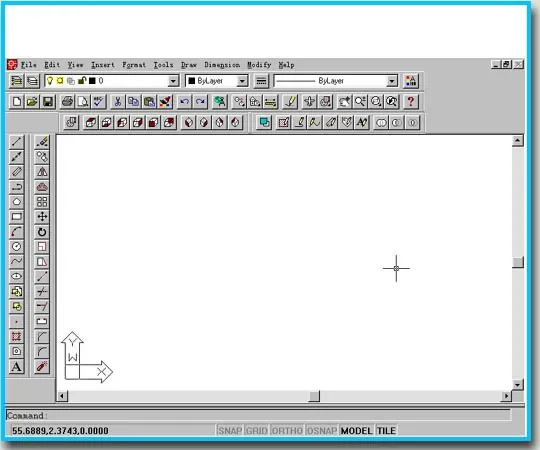 File Edit View Insert Format Tools Draw Dimension Modify Help
0 ByLayer ByLayer
Y
W
X
A
Command:
55.6889,2.3743,0.0000 SNAP GRID ORTHO OSNAP MODEL TILE